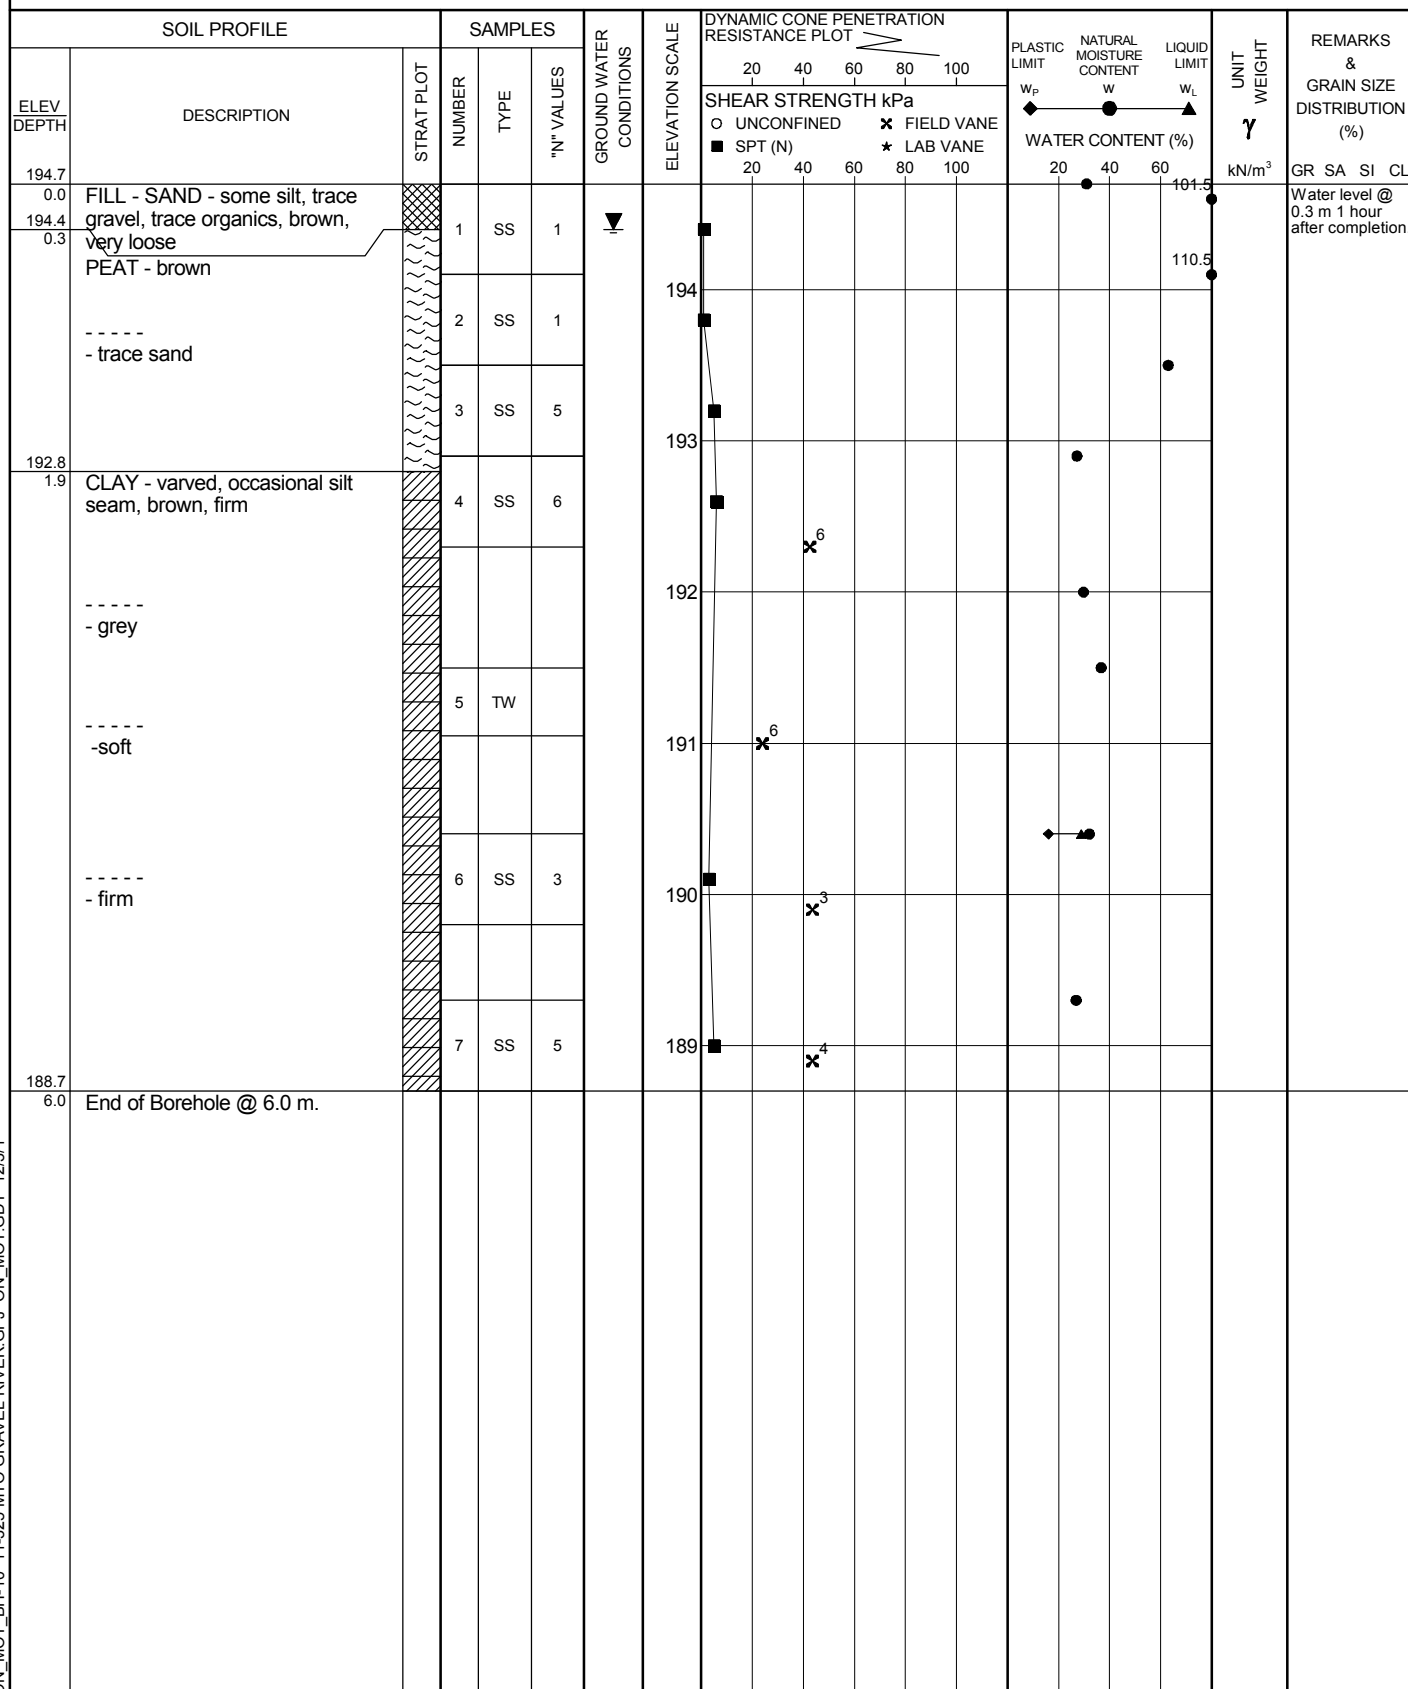 SOIL PROFILE
SAMPLES
GROUND WATER
CONDITIONS
ELEVATION SCALE
DYNAMIC CONE PENETRATION
RESISTANCE PLOT
20 40 60 80 100
SHEAR STRENGTH kPa
○ UNCONFINED ✖ FIELD VANE
■ SPT (N) ★ LAB VANE
20 40 60 80 100
PLASTIC
LIMIT
NATURAL
MOISTURE
CONTENT
LIQUID
LIMIT
wP w wL
WATER CONTENT (%)
20 40 60
UNIT
WEIGHT
γ
kN/m³
REMARKS
&
GRAIN SIZE
DISTRIBUTION
(%)
GR SA SI CL
ELEV
DEPTH
DESCRIPTION
STRAT PLOT
NUMBER
TYPE
"N" VALUES
194.7
0.0
FILL - SAND - some silt, trace
gravel, trace organics, brown,
very loose
101.5
Water level @
0.3 m 1 hour
after completion
194.4
0.3
1 SS 1
PEAT - brown
110.5
194
2 SS 1
- - - - -
- trace sand
3 SS 5
193
192.8
1.9
CLAY - varved, occasional silt
seam, brown, firm
4 SS 6
6
192
- - - - -
- grey
5 TW
- - - - -
-soft
6
191
- - - - -
- firm
6 SS 3
190
3
7 SS 5
189
4
188.7
6.0
End of Borehole @ 6.0 m.